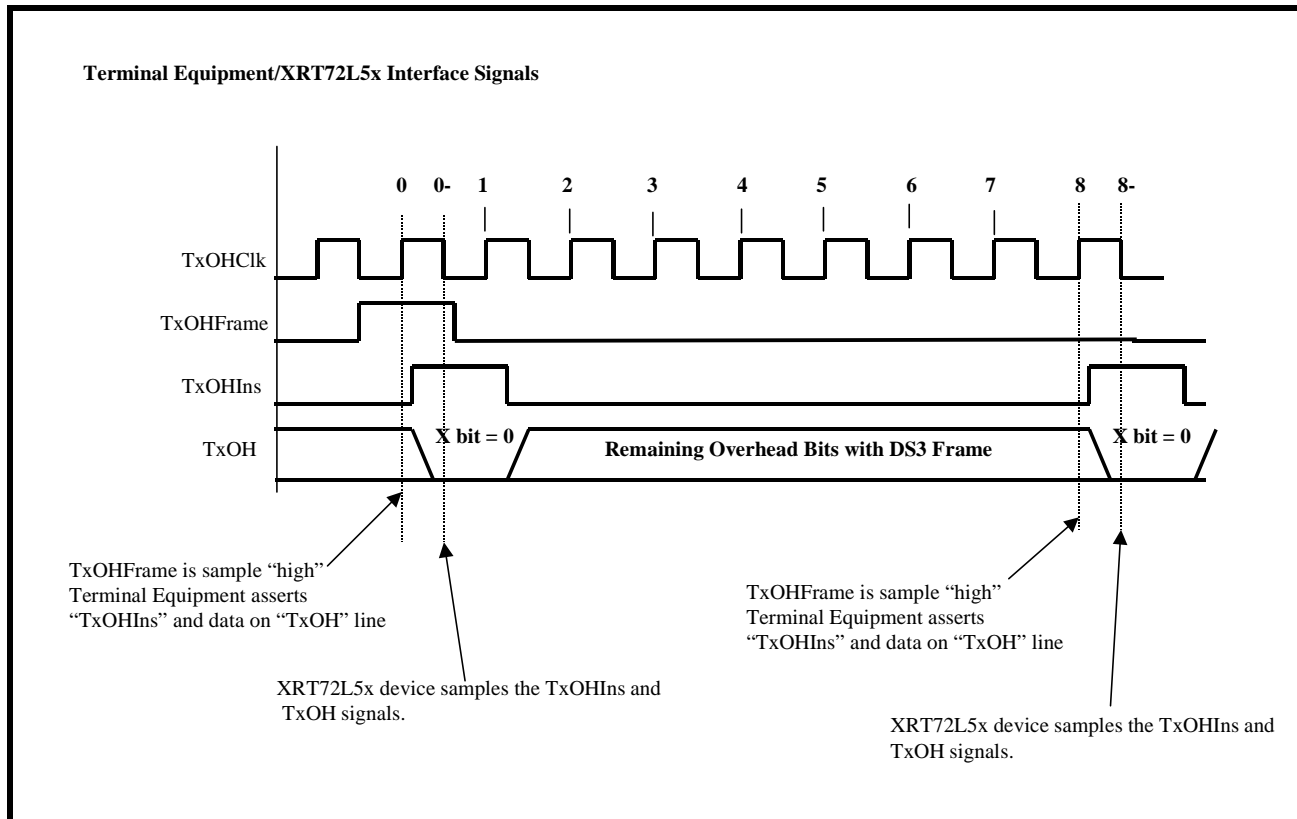 Terminal Equipment/XRT72L5x Interface Signals
0 0- 1 2 3 4 5 6 7 8 8-
TxOHClk
TxOHFrame
TxOHIns
TxOH
X bit = 0
Remaining Overhead Bits with DS3 Frame
X bit = 0
TxOHFrame is sample “high”
Terminal Equipment asserts
“TxOHIns” and data on “TxOH” line
XRT72L5x device samples the TxOHIns and
TxOH signals.
TxOHFrame is sample “high”
Terminal Equipment asserts
“TxOHIns” and data on “TxOH” line
XRT72L5x device samples the TxOHIns and
TxOH signals.